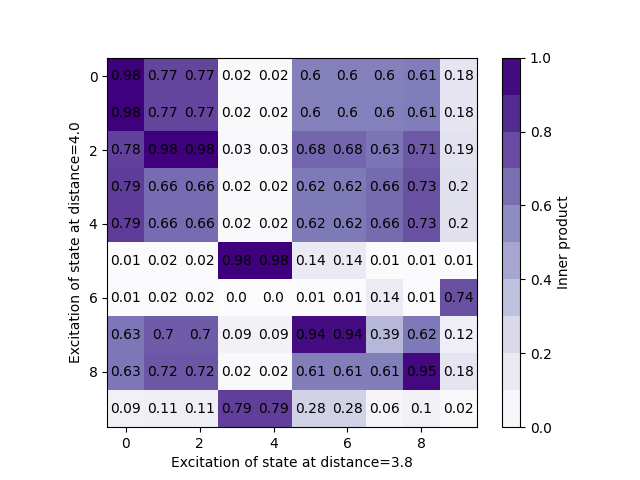 1.0
0 0.98 0.77 0.77 0.02 0.02 0.6 0.6 0.6 0.61 0.18
0.98 0.77 0.77 0.02 0.02 0.6 0.6 0.6 0.61 0.18
0.8
2 0.78 0.98 0.98 0.03 0.03 0.68 0.68 0.63 0.71 0.19
0.79 0.66 0.66 0.02 0.02 0.62 0.62 0.66 0.73 0.2
0.6
4 0.79 0.66 0.66 0.02 0.02 0.62 0.62 0.66 0.73 0.2
0.01 0.02 0.02 0.98 0.98 0.14 0.14 0.01 0.01 0.01
0.4
6 0.01 0.02 0.02 0.0 0.0 0.01 0.01 0.14 0.01 0.74
0.63 0.7 0.7 0.09 0.09 0.94 0.94 0.39 0.62 0.12
0.2
8 0.63 0.72 0.72 0.02 0.02 0.61 0.61 0.61 0.95 0.18
0.09 0.11 0.11 0.79 0.79 0.28 0.28 0.06 0.1 0.02
0.0
0 2 4 6 8
Excitation of state at distance=3.8
Excitation of state at distance=4.0
Inner product